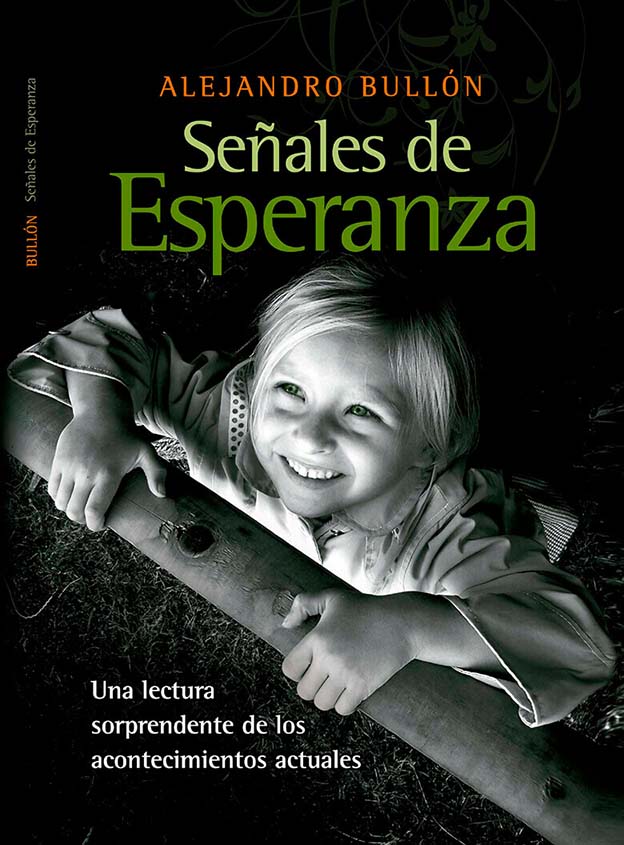 ALEJANDRO BULLÓN
Señales de
Esperanza
BULLÓN Señales de Esperanza
Una lectura
sorprendente de los
acontecimientos actuales